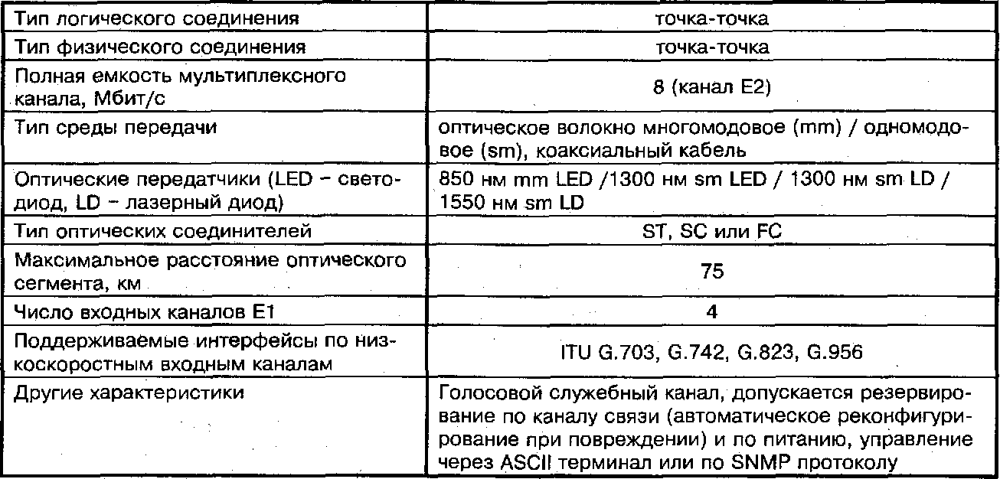 Тип логического соединения
точка-точка
Тип физического соединения
точка-точка
Полная емкость мультиплексного
канала, Мбит/с
8 (канал E2)
Тип среды передачи
оптическое волокно многомодовое (mm) / одномодо-
вое (sm), коаксиальный кабель
Оптические передатчики (LED – свето-
диод, LD – лазерный диод)
850 нм mm LED /1300 нм sm LED / 1300 нм sm LD /
1550 нм sm LD
Тип оптических соединителей
ST, SC или FC
Максимальное расстояние оптического
сегмента, км
75
Число входных каналов E1
4
Поддерживаемые интерфейсы по низ-
коскоростным входным каналам
ITU G.703, G.742, G.823, G.956
Другие характеристики
Голосовой служебный канал, допускается резервиро-
вание по каналу связи (автоматическое реконфигури-
рование при повреждении) и по питанию, управление
через ASCII терминал или по SNMP протоколу